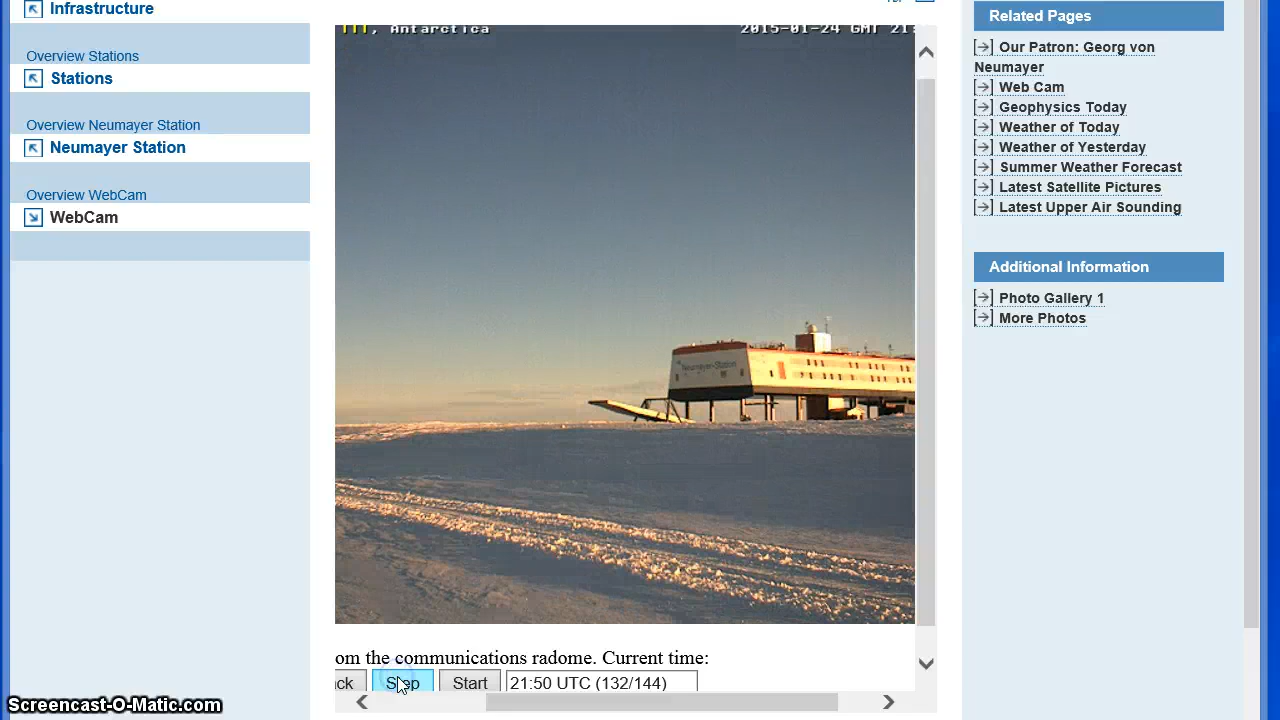 Infrastructure
Overview Stations
Stations
Overview Neumayer Station
Neumayer Station
Overview WebCam
WebCam
III, Antarctica 2015-01-24 GMT 21:
Neumayer-Station
om the communications radome. Current time:
ck Stop Start 21:50 UTC (132/144)
Related Pages
Our Patron: Georg von
Neumayer
Web Cam
Geophysics Today
Weather of Today
Weather of Yesterday
Summer Weather Forecast
Latest Satellite Pictures
Latest Upper Air Sounding
Additional Information
Photo Gallery 1
More Photos
Screencast-O-Matic.com